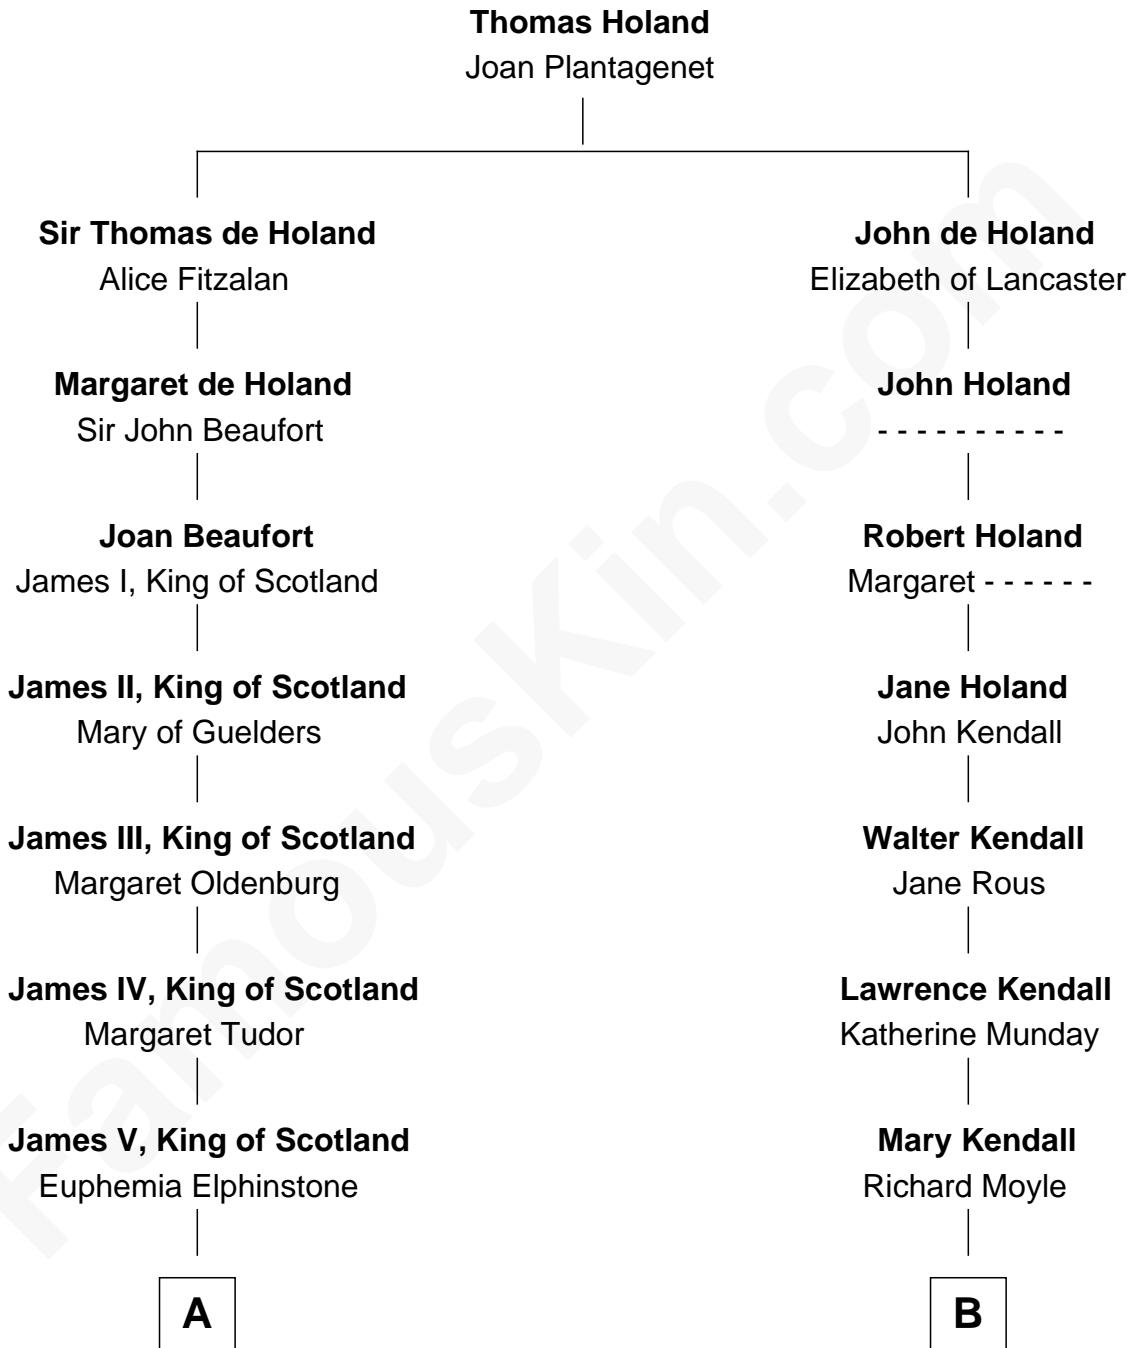 Thomas Holand
Joan Plantagenet
Sir Thomas de Holand
Alice Fitzalan
Margaret de Holand
Sir John Beaufort
Joan Beaufort
James I, King of Scotland
James II, King of Scotland
Mary of Guelders
James III, King of Scotland
Margaret Oldenburg
James IV, King of Scotland
Margaret Tudor
James V, King of Scotland
Euphemia Elphinstone
A
John de Holand
Elizabeth of Lancaster
John Holand
- - - - - - - - - -
Robert Holand
Margaret - - - - - -
Jane Holand
John Kendall
Walter Kendall
Jane Rous
Lawrence Kendall
Katherine Munday
Mary Kendall
Richard Moyle
B
FamousKin.com